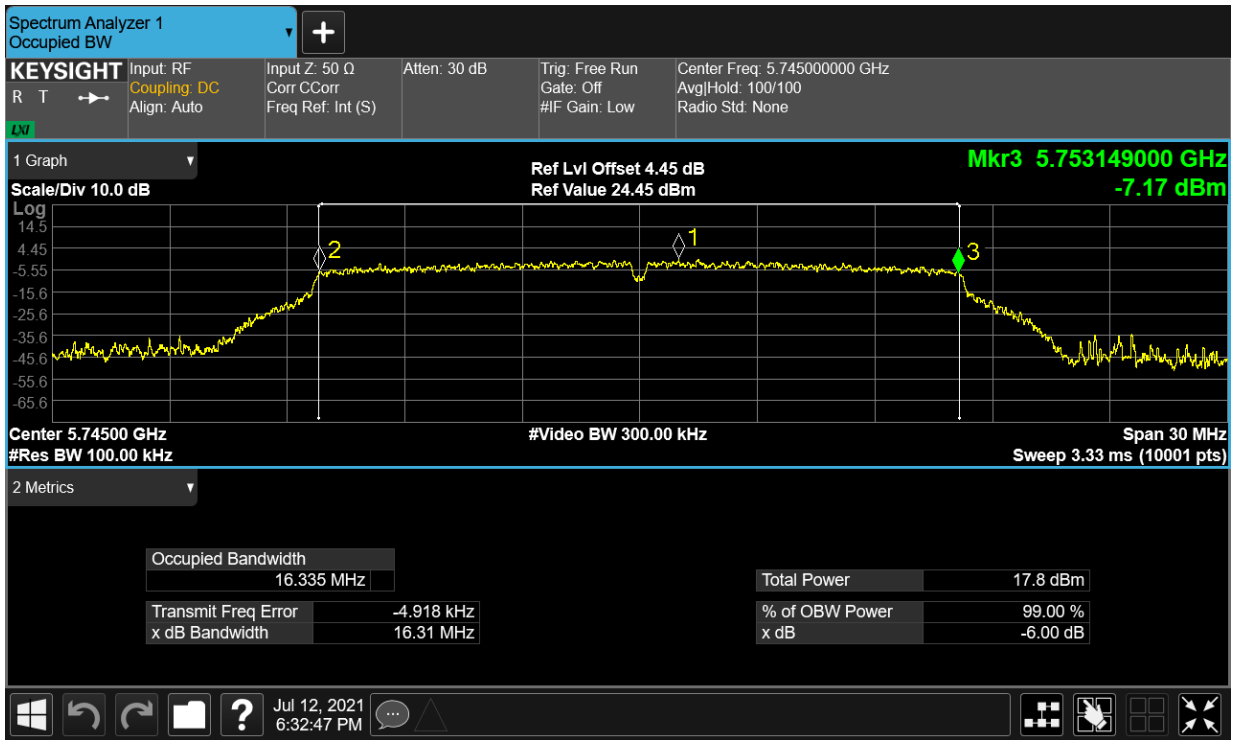 Spectrum Analyzer 1
Occupied BW
KEYSIGHT
R T
LXI
Input: RF
Coupling: DC
Align: Auto
Input Z: 50 Ω
Corr CCorr
Freq Ref: Int (S)
Atten: 30 dB
Trig: Free Run
Gate: Off
#IF Gain: Low
Center Freq: 5.745000000 GHz
Avg|Hold: 100/100
Radio Std: None
1 Graph
Scale/Div 10.0 dB
Ref Lvl Offset 4.45 dB
Ref Value 24.45 dBm
Mkr3 5.753149000 GHz
-7.17 dBm
Log
14.5
4.45
-5.55
-15.6
-25.6
-35.6
-45.6
-55.6
-65.6
2
1
3
Center 5.74500 GHz
#Video BW 300.00 kHz
Span 30 MHz
#Res BW 100.00 kHz
Sweep 3.33 ms (10001 pts)
2 Metrics
Occupied Bandwidth
16.335 MHz
Transmit Freq Error -4.918 kHz
x dB Bandwidth 16.31 MHz
Total Power 17.8 dBm
% of OBW Power 99.00 %
x dB -6.00 dB
Jul 12, 2021
6:32:47 PM